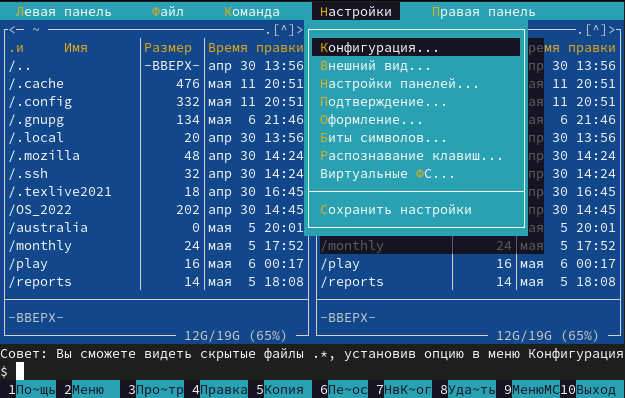 Левая панель Файл Команда Настройки Правая панель
<─ ~ .[^]>
.и Имя Размер Время правки
/.. -ВВЕРХ- апр 30 13:56
/.cache 476 мая 11 20:51
/.config 332 мая 11 20:51
/.gnupg 134 мая 6 21:46
/.local 20 апр 30 13:56
/.mozilla 48 апр 30 14:24
/.ssh 32 апр 30 14:24
/.texlive2021 18 апр 30 16:45
/OS_2022 202 апр 30 14:45
/australia 0 мая 5 20:01
/monthly 24 мая 5 17:52
/play 16 мая 6 00:17
/reports 14 мая 5 18:08
-ВВЕРХ-
12G/19G (65%)
Конфигурация...
Внешний вид...
Настройки панелей...
Подтверждение...
Оформление...
Биты символов...
Распознавание клавиш...
Виртуальные ФС...
Сохранить настройки
.[^]>
ремя правки
пр 30 13:56
мая 11 20:51
мая 11 20:51
мая 6 21:46
пр 30 13:56
пр 30 14:24
пр 30 14:24
пр 30 16:45
пр 30 14:45
мая 5 20:01
/monthly 24 мая 5 17:52
/play 16 мая 6 00:17
/reports 14 мая 5 18:08
-ВВЕРХ-
12G/19G (65%)
Совет: Вы сможете видеть скрытые файлы .*, установив опцию в меню Конфигурация
$
1По~щь 2Меню 3Про~тр 4Правка 5Копия 6Пе~ос 7НвК~ог 8Уда~ть 9МенюMC 10Выход